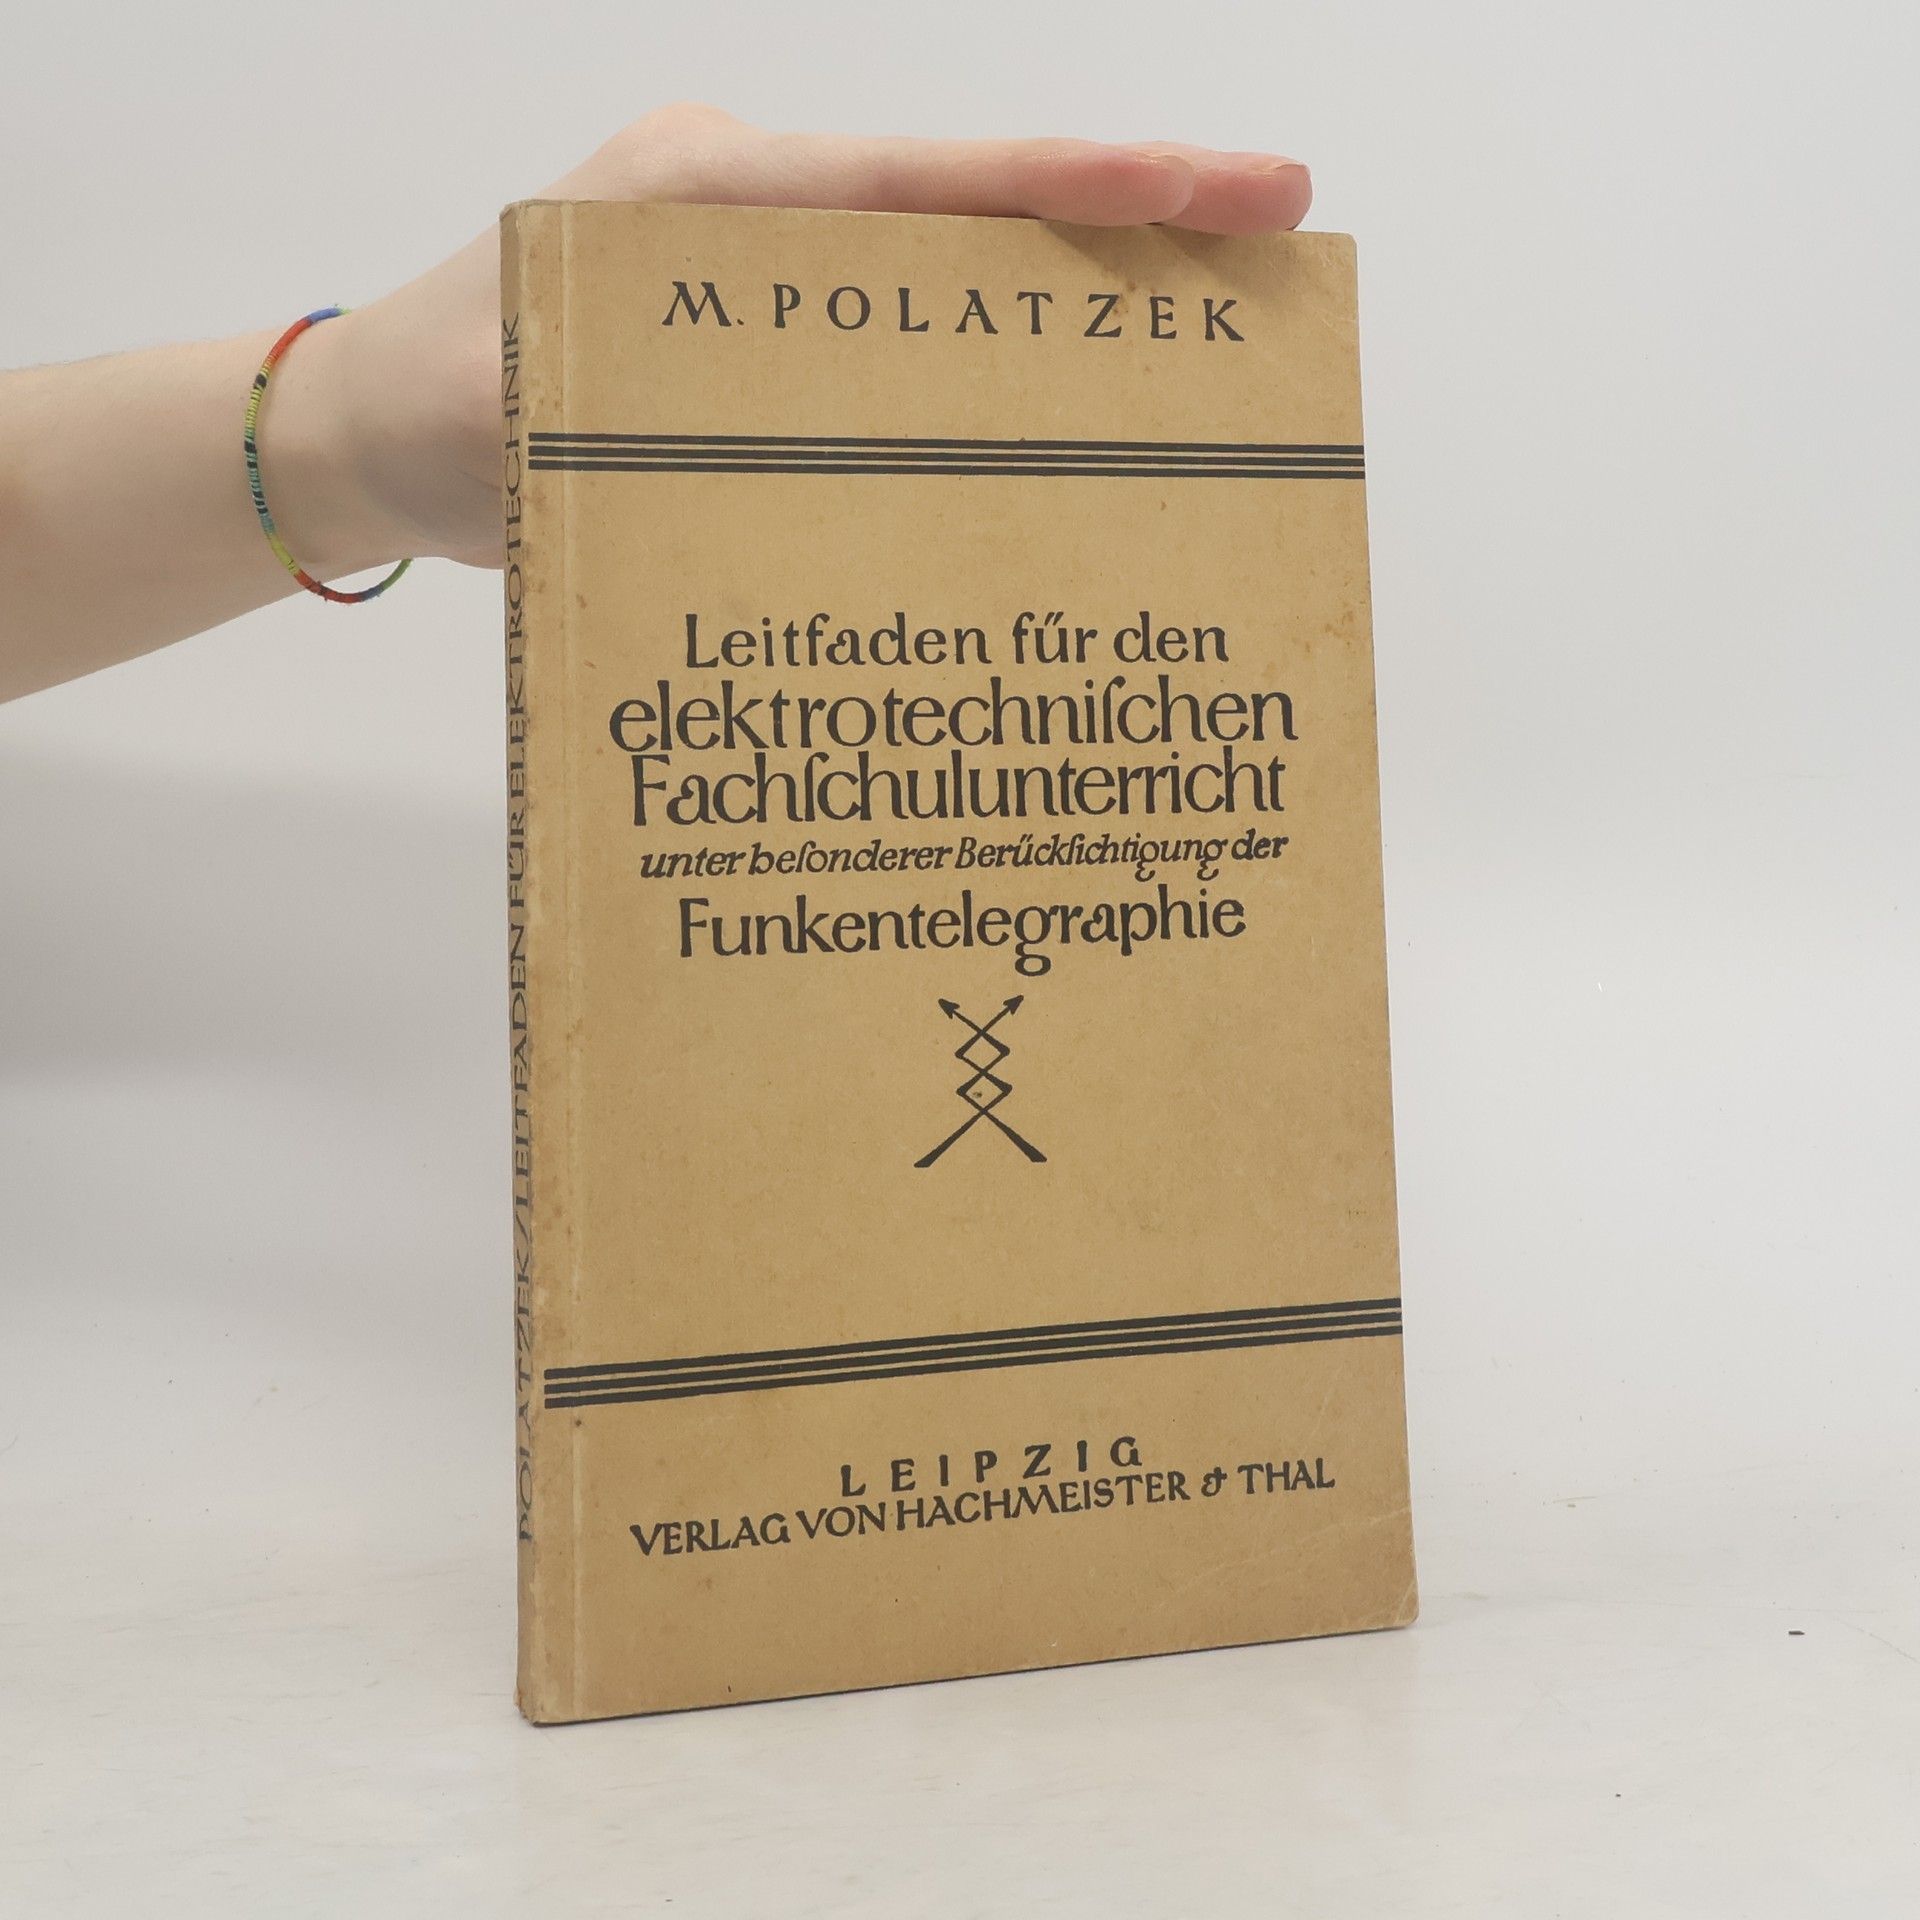 M. POLATZEK
Leitfaden für den
elektrotechniſchen
Fachſchulunterricht
unter beſonderer Berückſichtigung der
Funkentelegraphie
LEIPZIG
VERLAG VON HACHMEISTER & THAL
POLATZEK/LEITFADEN FÜR ELEKTROTECHNIK